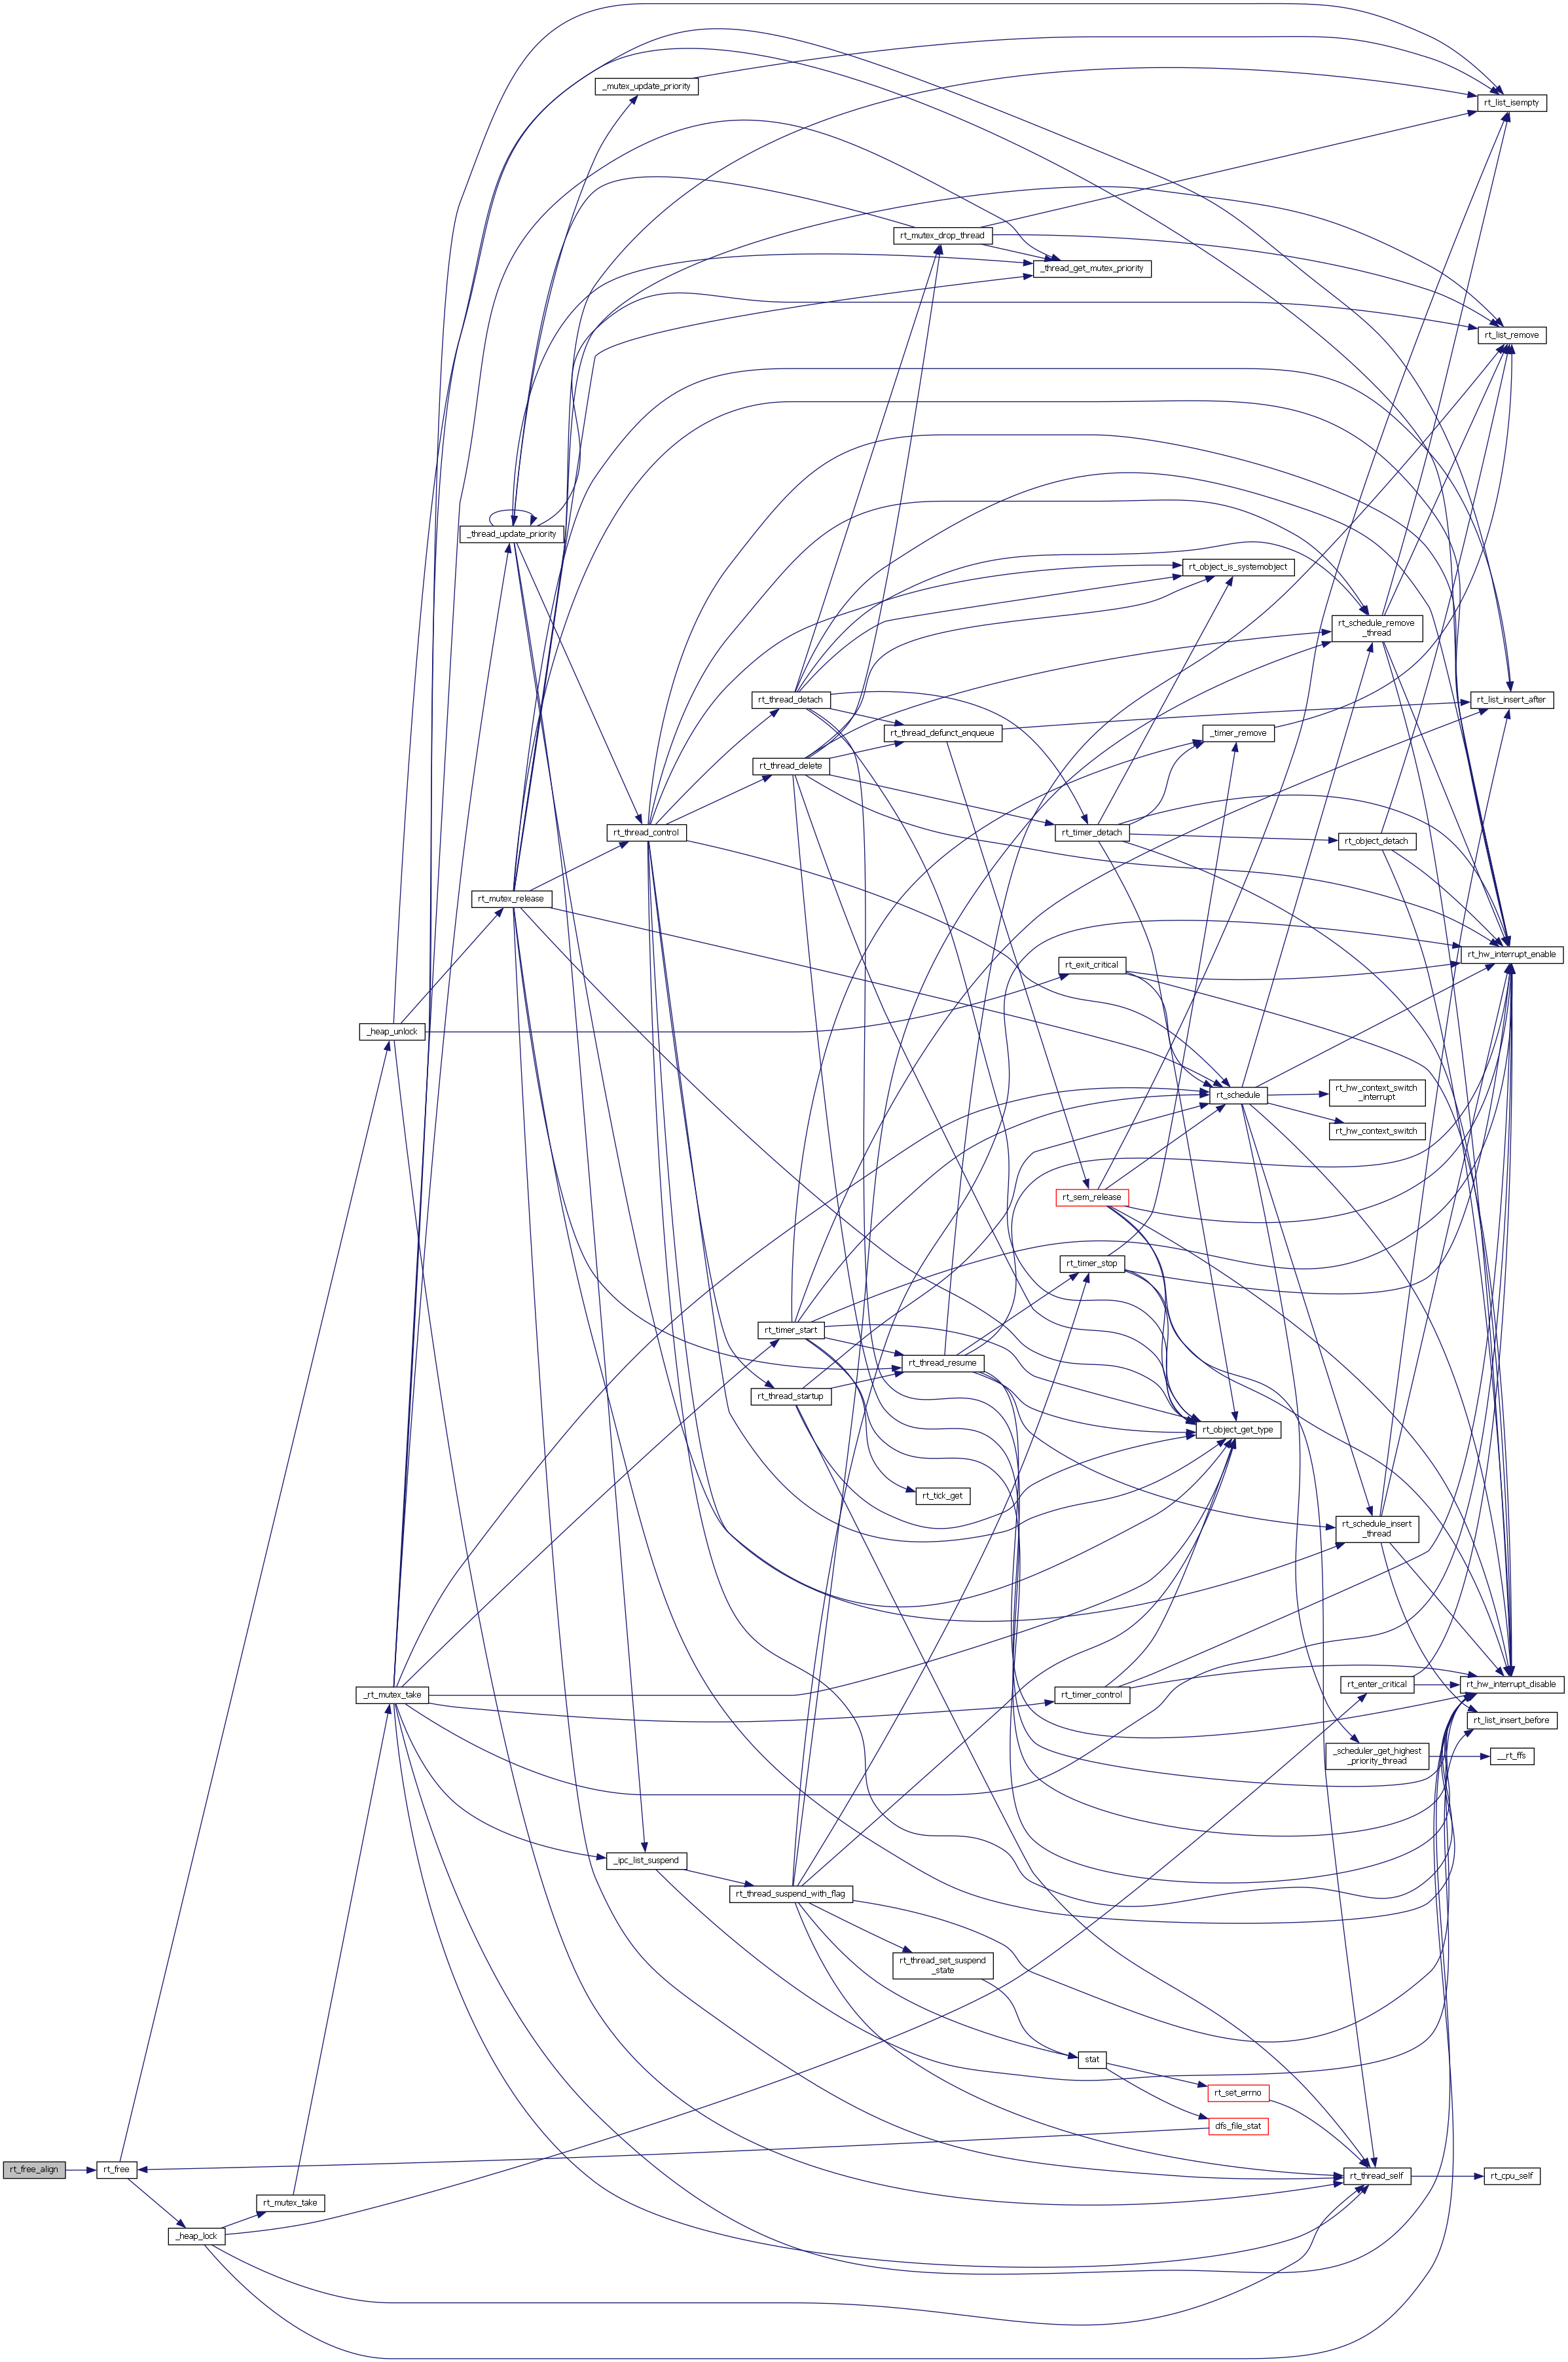 _mutex_update_priority
rt_list_isempty
rt_mutex_drop_thread
_thread_get_mutex_priority
rt_list_remove
_thread_update_priority
rt_object_is_systemobject
rt_schedule_remove
_thread
rt_thread_detach
rt_list_insert_after
rt_thread_defunct_enqueue
_timer_remove
rt_thread_delete
rt_thread_control
rt_timer_detach
rt_object_detach
rt_mutex_release
rt_hw_interrupt_enable
rt_exit_critical
_heap_unlock
rt_schedule
rt_hw_context_switch
_interrupt
rt_hw_context_switch
rt_sem_release
rt_timer_stop
rt_timer_start
rt_thread_resume
rt_thread_startup
rt_object_get_type
rt_tick_get
rt_schedule_insert
_thread
_rt_mutex_take
rt_timer_control
rt_enter_critical
rt_hw_interrupt_disable
rt_list_insert_before
_scheduler_get_highest
_priority_thread
__rt_ffs
_ipc_list_suspend
rt_thread_suspend_with_flag
rt_thread_set_suspend
_state
stat
rt_set_errno
dfs_file_stat
rt_free_align
rt_free
rt_thread_self
rt_cpu_self
rt_mutex_take
_heap_lock